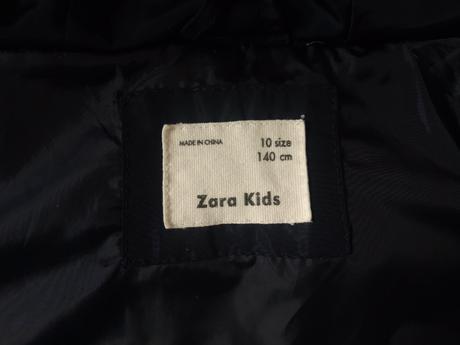 MADE IN CHINA
10 size
140 cm
Zara Kids